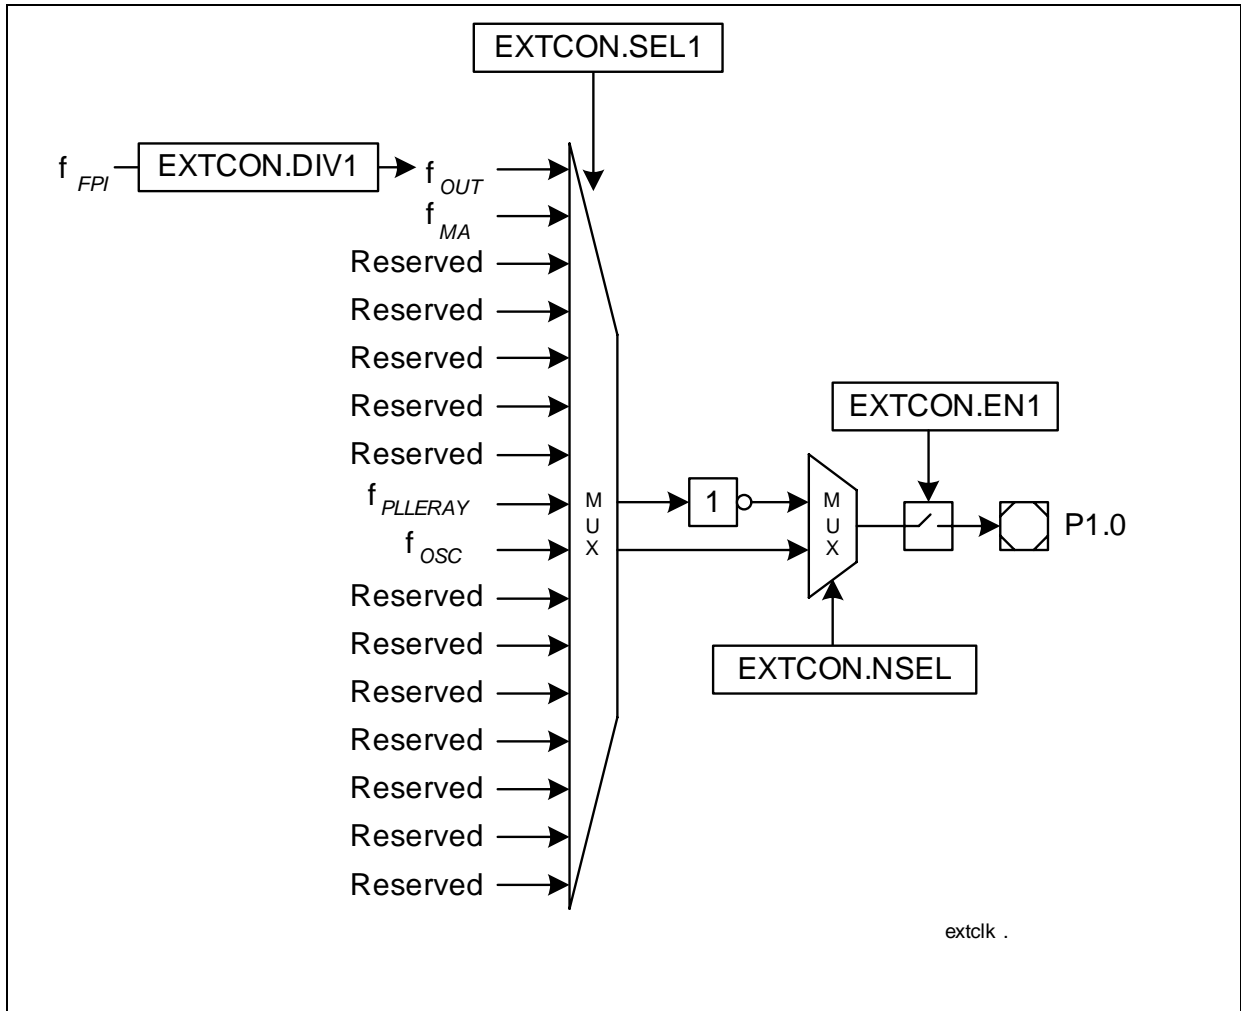 EXTCON.SEL1
f FPI EXTCON.DIV1 f OUT
f MA
Reserved
Reserved
Reserved
Reserved
Reserved
f PLLERAY
f OSC
Reserved
Reserved
Reserved
Reserved
Reserved
Reserved
Reserved
M
U
X
1
M
U
X
EXTCON.EN1
P1.0
EXTCON.NSEL
extclk .